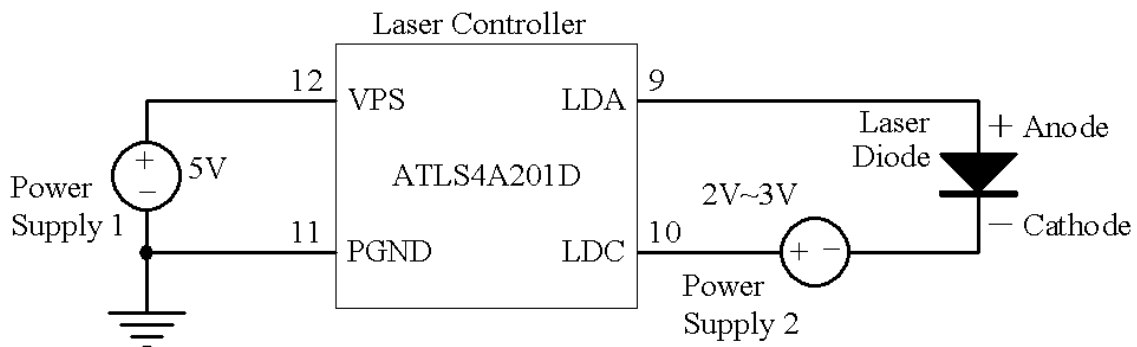 Laser Controller
12
VPS
LDA
9
Laser
Diode
+ Anode
+
−
5V
ATLS4A201D
Power
Supply 1
2V~3V
− Cathode
11
PGND
LDC
10
+ −
Power
Supply 2